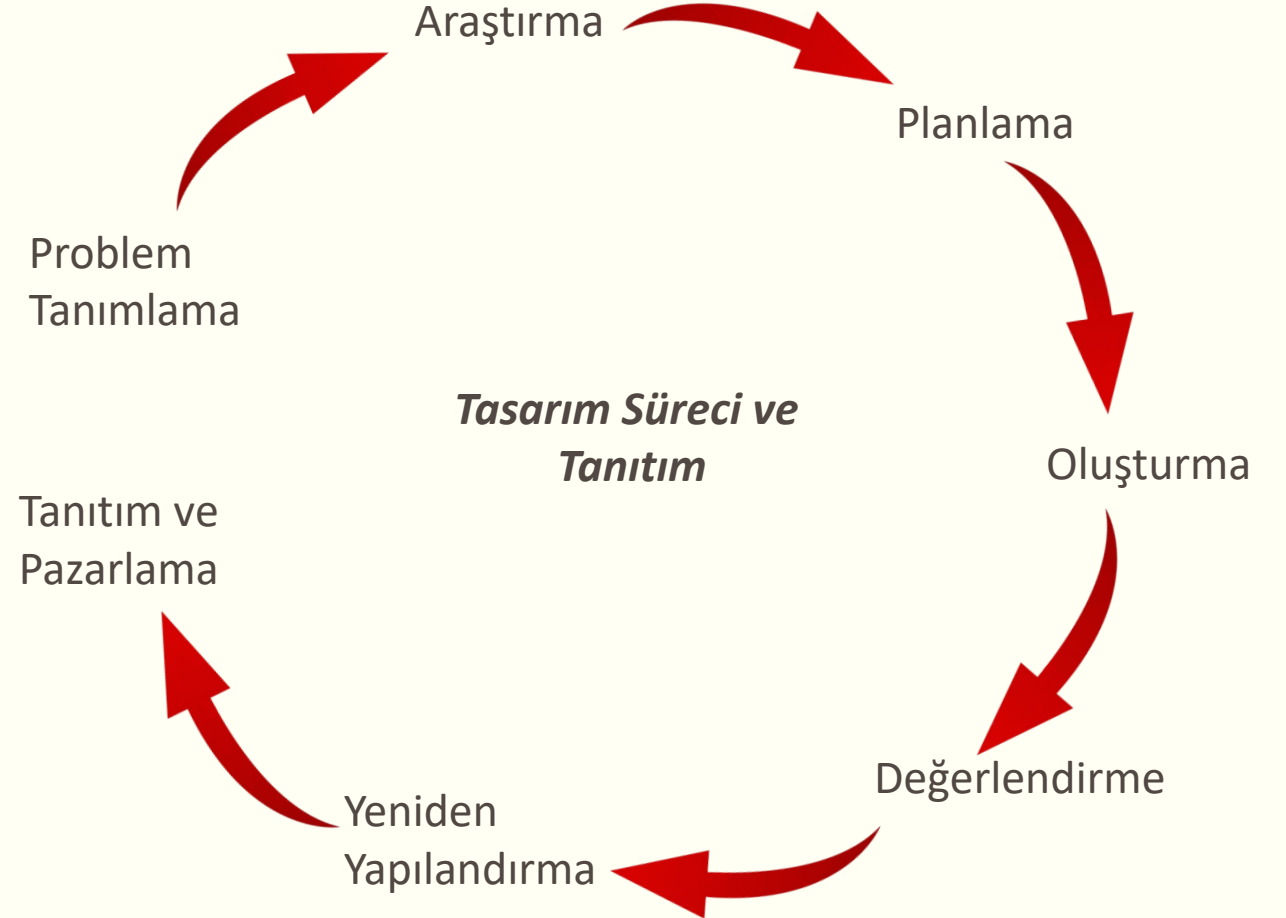 Araştırma
Planlama
Problem
Tanımlama
Tasarım Süreci ve
Tanıtım
Oluşturma
Tanıtım ve
Pazarlama
Değerlendirme
Yeniden
Yapılandırma